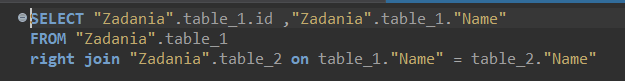 SELECT "Zadania".table_1.id ,"Zadania".table_1."Name"
FROM "Zadania".table_1
right join "Zadania".table_2 on table_1."Name" = table_2."Name"